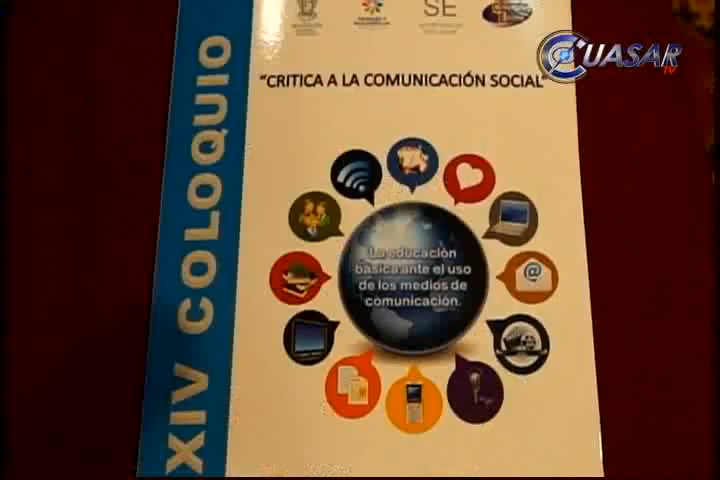 SE
CUASAR
TV
"CRITICA A LA COMUNICACIÓN SOCIAL"
XIV COLOQUIO
La educación
básica ante el uso
de los medios de
comunicación.
@